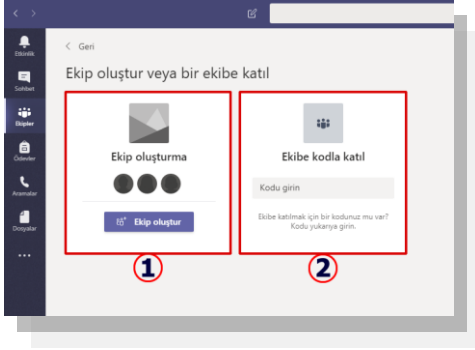 Etkinlik
Sohbet
Ekipler
Ödevler
Aramalar
Dosyalar
< Geri
Ekip oluştur veya bir ekibe katıl
Ekip oluşturma
Ekip oluştur
1
Ekibe kodla katıl
Kodu girin
Ekibe katılmak için bir kodunuz mu var?
Kodu yukarıya girin.
2